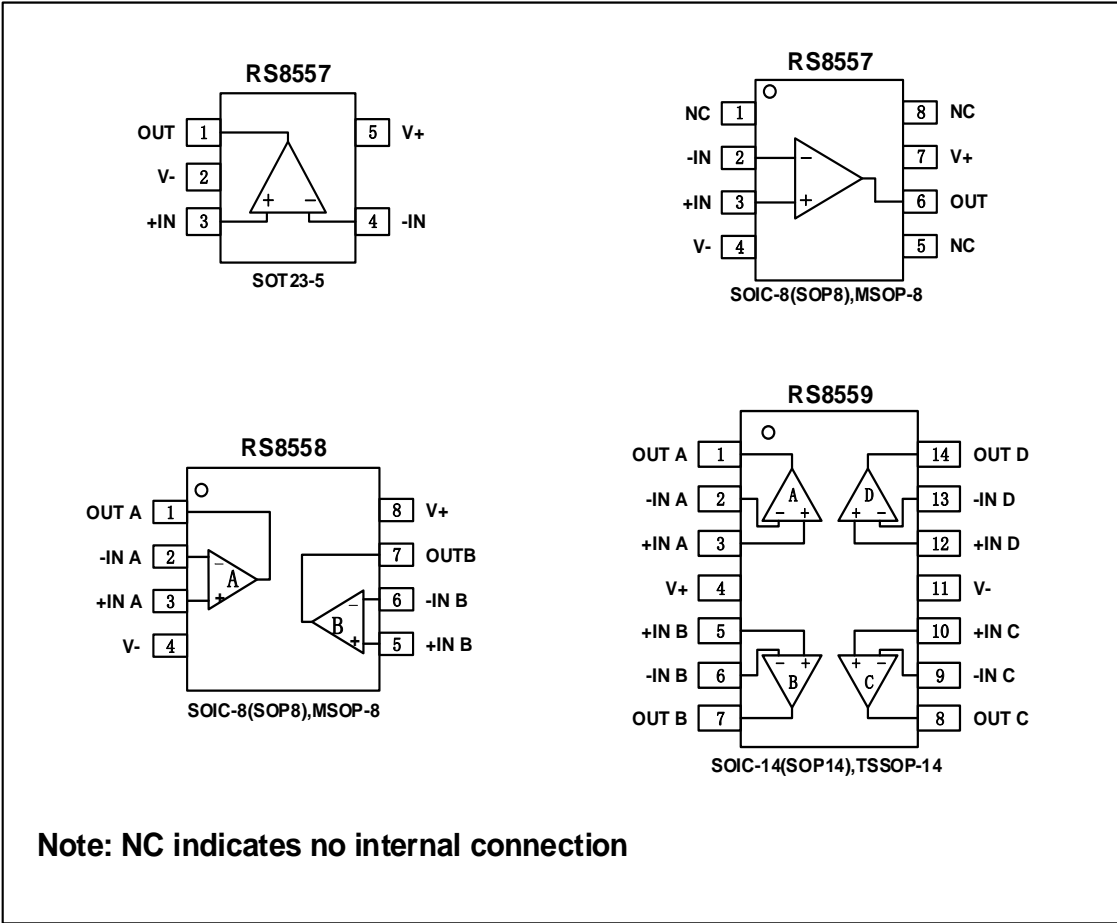 RS8557
OUT 1 5 V+
V- 2
+IN 3 + − 4 -IN
SOT23-5
RS8557
NC 1 8 NC
-IN 2 − 7 V+
+IN 3 + 6 OUT
V- 4 5 NC
SOIC-8(SOP8),MSOP-8
RS8558
OUT A 1 8 V+
-IN A 2 − 7 OUTB
A
+IN A 3 + − 6 -IN B
B
V- 4 + 5 +IN B
SOIC-8(SOP8),MSOP-8
RS8559
OUT A 1 14 OUT D
-IN A 2 A D 13 -IN D
− + + −
+IN A 3 12 +IN D
V+ 4 11 V-
+IN B 5 10 +IN C
− + + −
-IN B 6 B C 9 -IN C
OUT B 7 8 OUT C
SOIC-14(SOP14),TSSOP-14
Note: NC indicates no internal connection